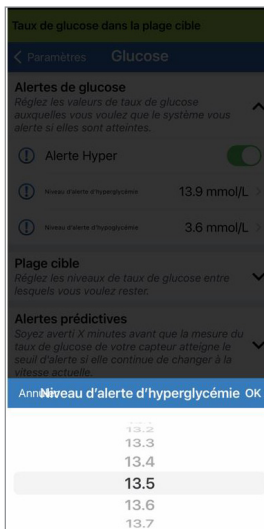 Taux de glucose dans la plage cible
Paramètres Glucose
Alertes de glucose
Réglez les valeurs de taux de glucose
auxquelles vous voulez que le système vous
alerte si elles sont atteintes.
Alerte Hyper
Niveau d'alerte d'hyperglycémie 13.9 mmol/L
Niveau d'alerte d'hypoglycémie 3.6 mmol/L
Plage cible
Réglez les niveaux de taux de glucose entre
lesquels vous voulez rester.
Alertes prédictives
Soyez averti X minutes avant que la mesure du
taux de glucose de votre capteur atteigne le
seuil d'alerte si elle continue de changer à la
vitesse actuelle.
Annuler Niveau d'alerte d'hyperglycémie OK
13.2
13.3
13.4
13.5
13.6
13.7